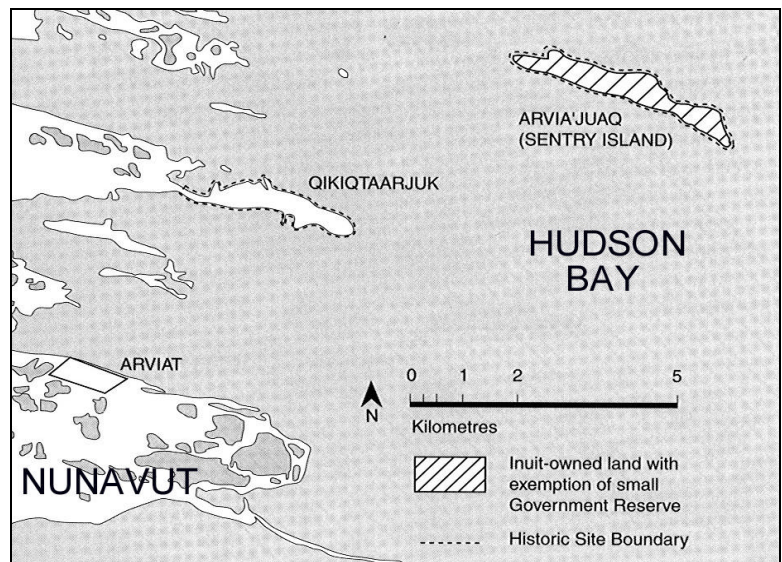 ARVIA'JUAQ
(SENTRY ISLAND)
QIKIQTAARJUK
HUDSON
BAY
ARVIAT
0 1 2 5
N
Kilometres
NUNAVUT
Inuit-owned land with
exemption of small
Government Reserve
Historic Site Boundary